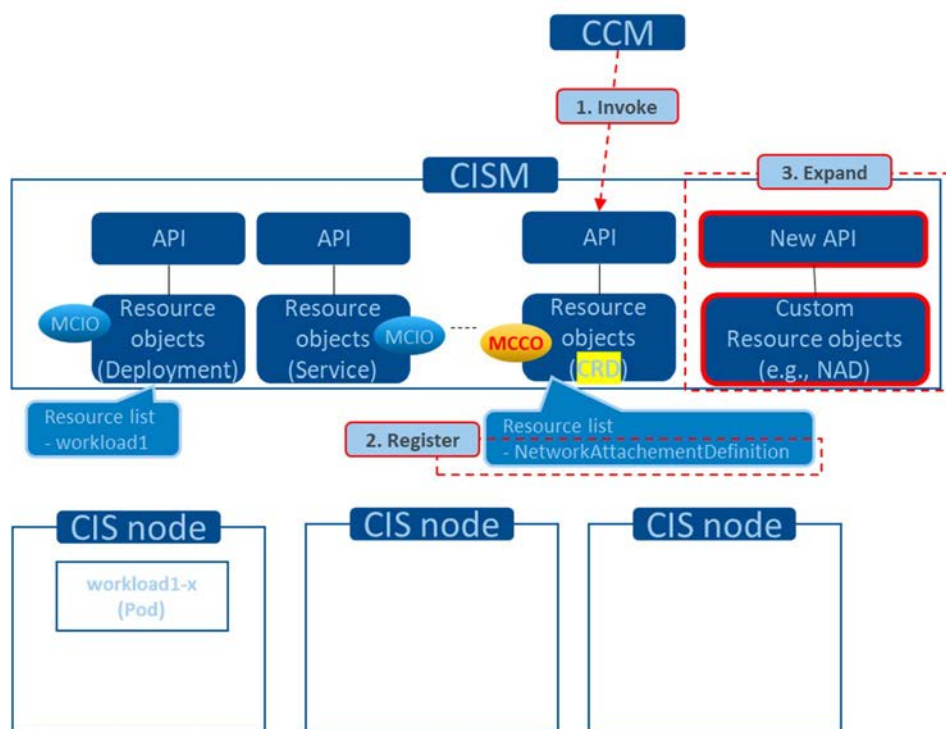 CCM
1. Invoke
CISM
3. Expand
API
API
API
New API
MCIO
Resource
objects
(Deployment)
Resource
objects
(Service)
MCIO
MCCO
Resource
objects
(CRD)
Custom
Resource objects
(e.g., NAD)
Resource list
- workload1
2. Register
Resource list
- NetworkAttachementDefinition
CIS node
CIS node
CIS node
workload1-x
(Pod)